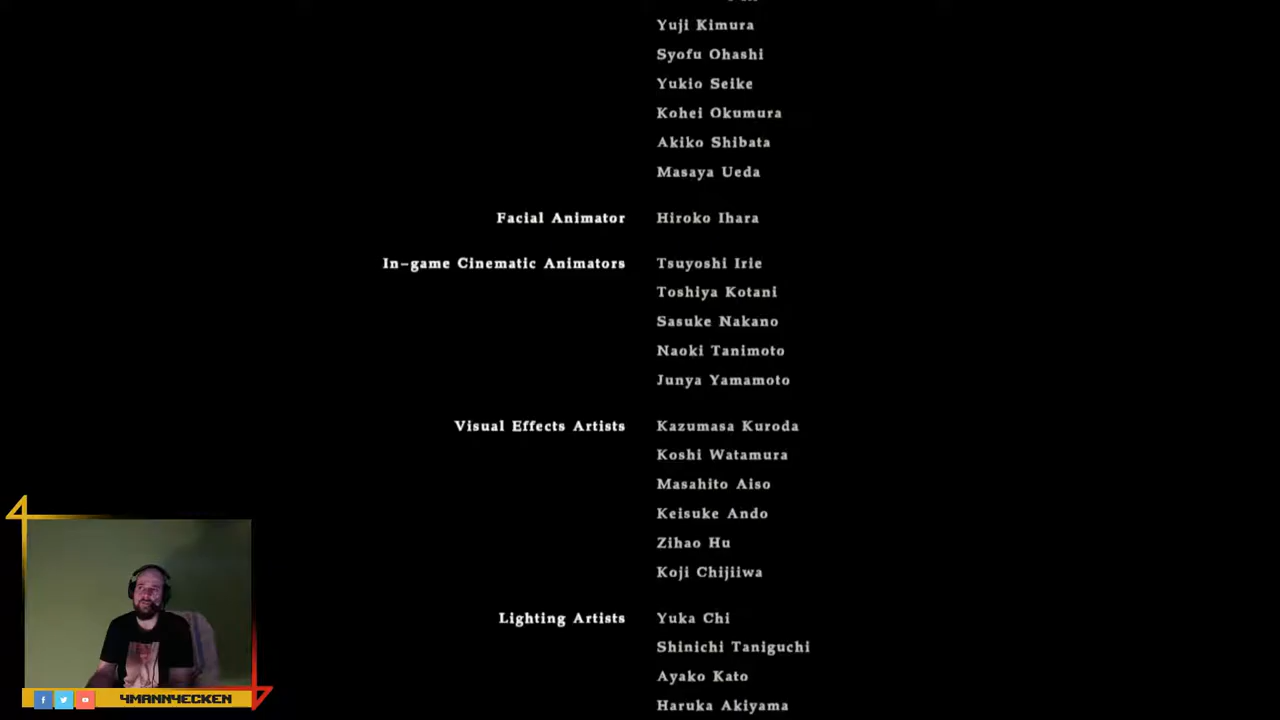 Yuji Kimura
Syofu Ohashi
Yukio Seike
Kohei Okumura
Akiko Shibata
Masaya Ueda
Facial Animator Hiroko Ihara
In-game Cinematic Animators Tsuyoshi Irie
Toshiya Kotani
Sasuke Nakano
Naoki Tanimoto
Junya Yamamoto
Visual Effects Artists Kazumasa Kuroda
Koshi Watamura
Masahito Aiso
Keisuke Ando
Zihao Hu
Koji Chijiiwa
Lighting Artists Yuka Chi
Shinichi Taniguchi
Ayako Kato
Haruka Akiyama
4MANN4ECKEN